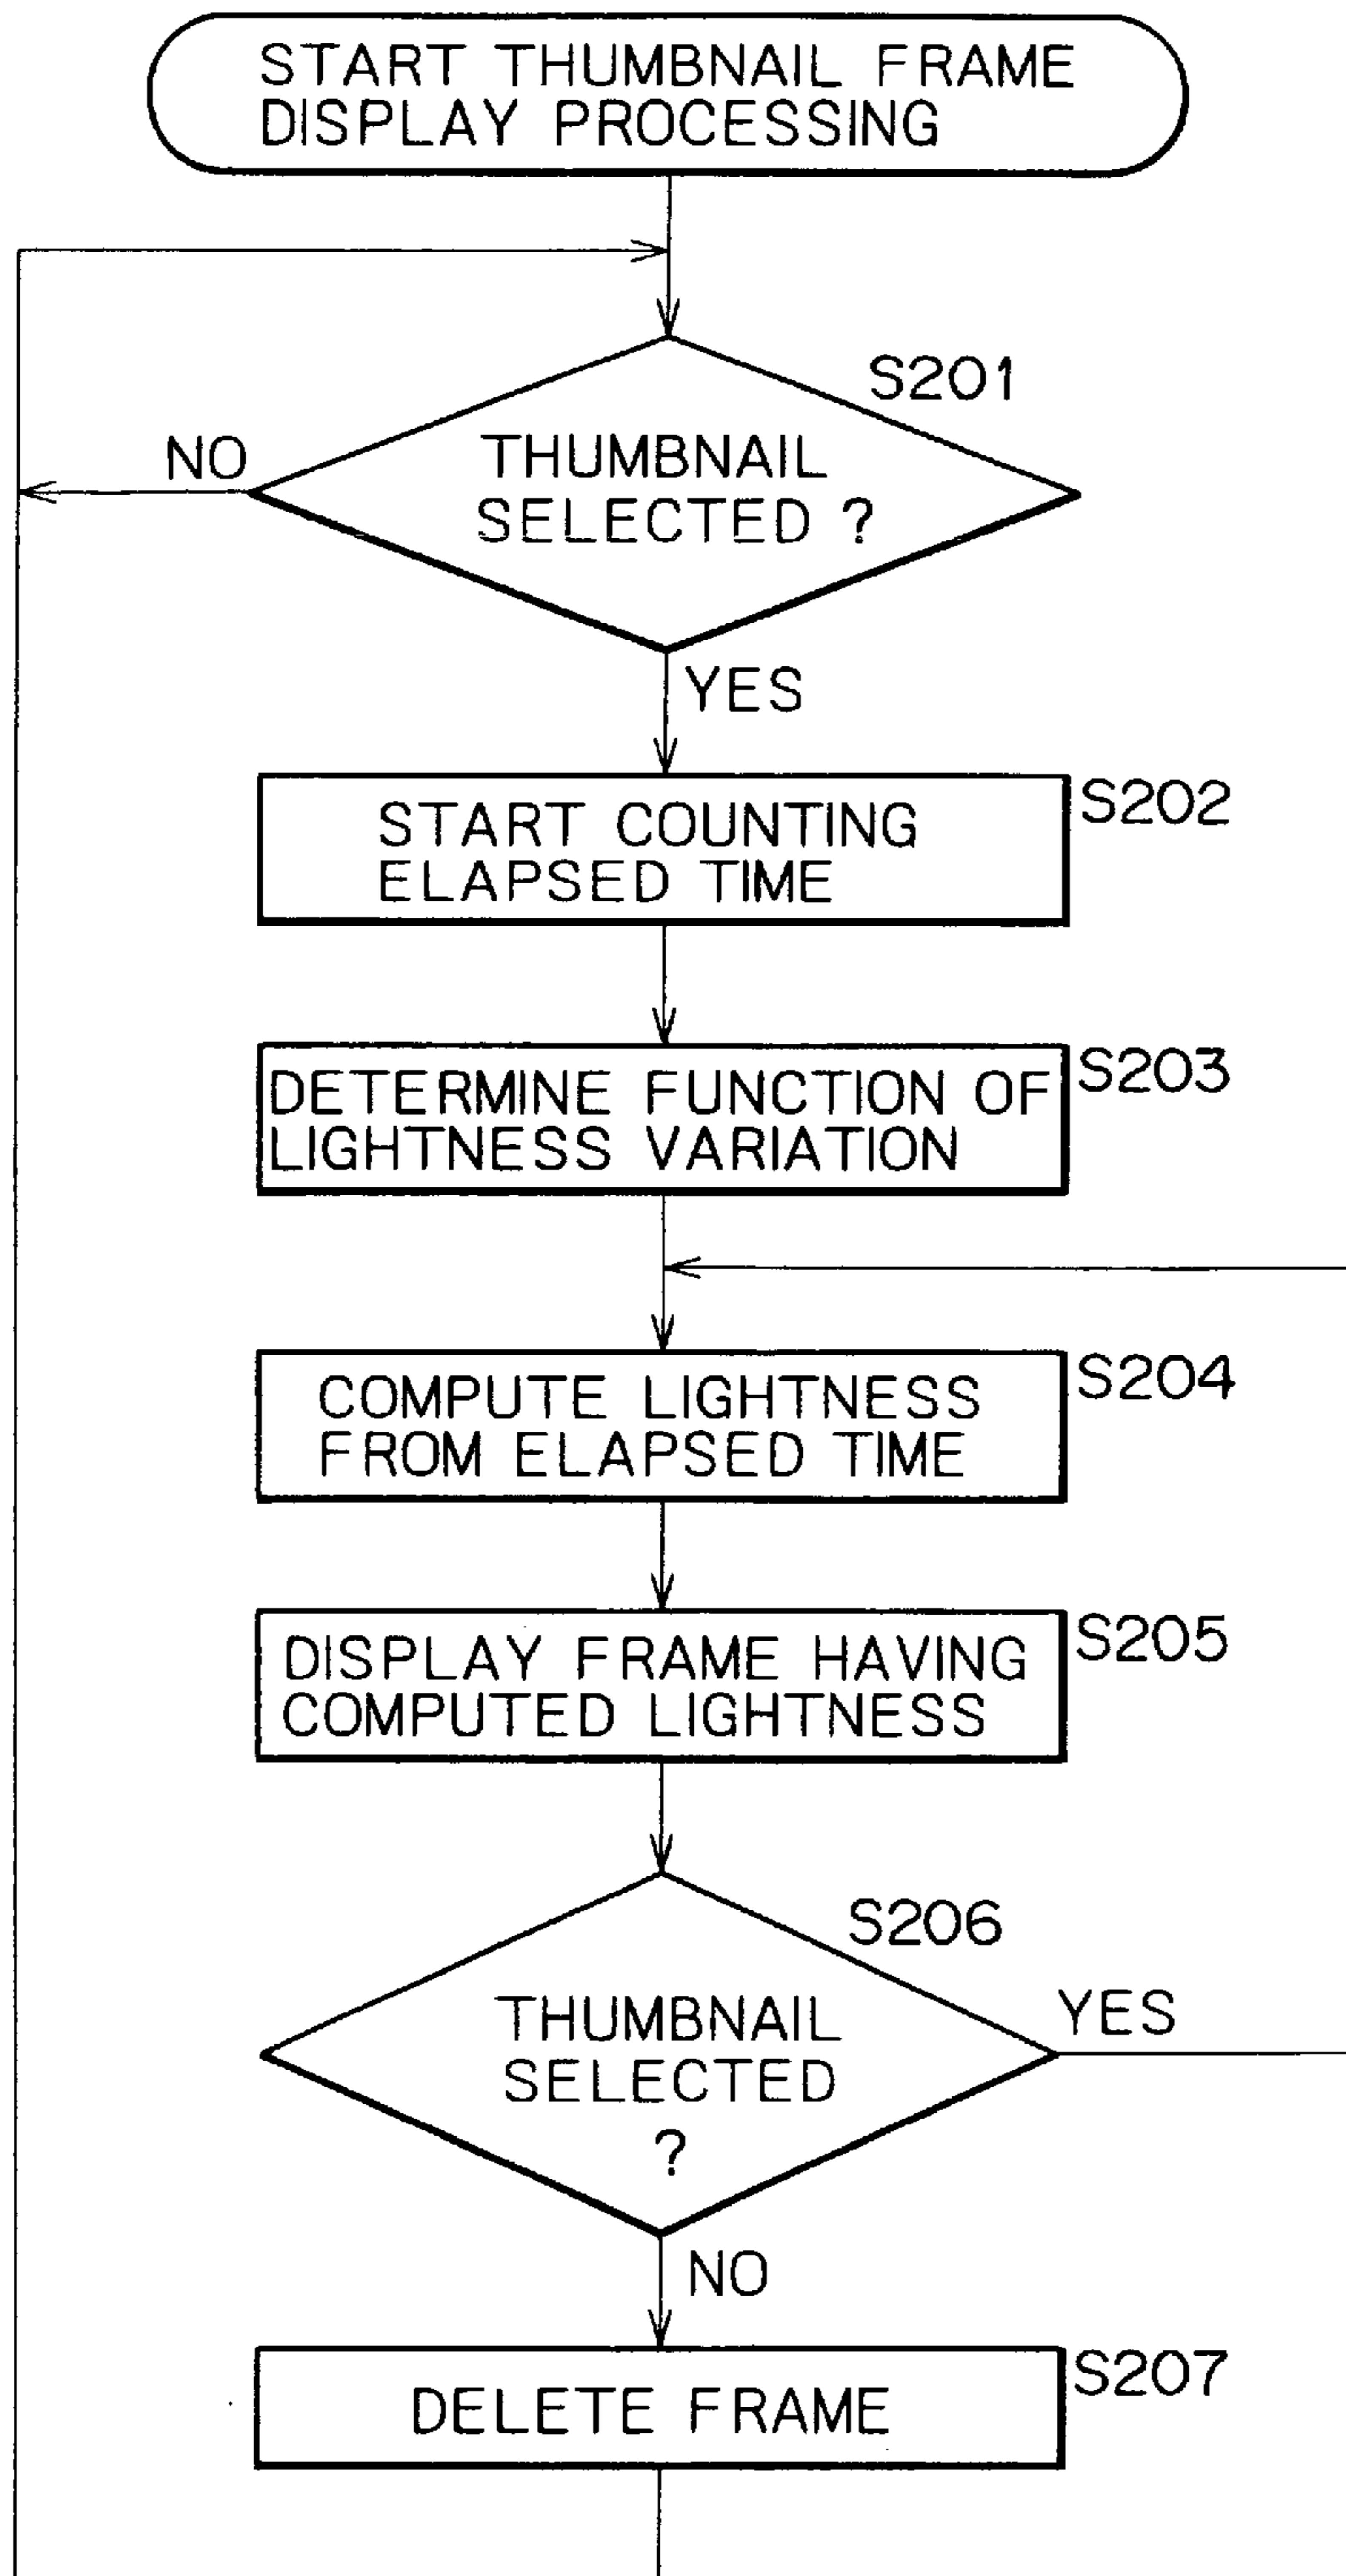 START THUMBNAIL FRAME
DISPLAY PROCESSING
S201
NO
THUMBNAIL
SELECTED ?
YES
S202
START COUNTING
ELAPSED TIME
S203
DETERMINE FUNCTION OF
LIGHTNESS VARIATION
S204
COMPUTE LIGHTNESS
FROM ELAPSED TIME
S205
DISPLAY FRAME HAVING
COMPUTED LIGHTNESS
S206
YES
THUMBNAIL
SELECTED
?
NO
S207
DELETE FRAME